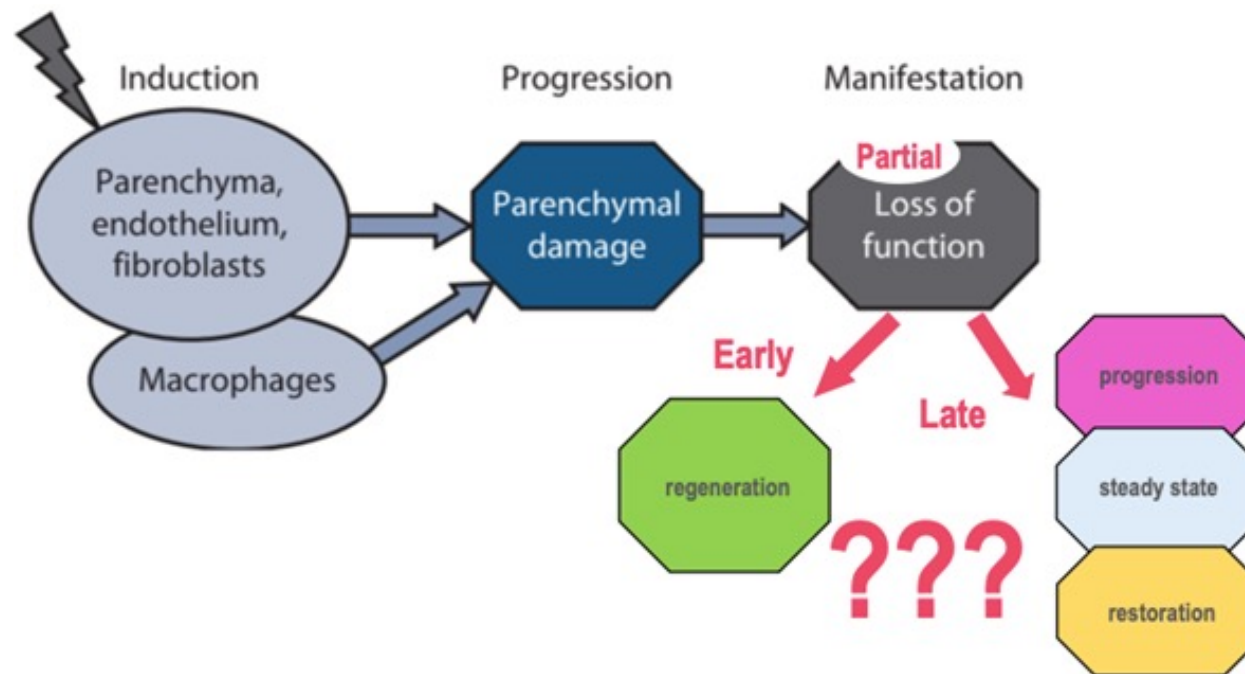 Induction
Progression
Manifestation
Parenchyma,
endothelium,
fibroblasts
Macrophages
Parenchymal
damage
Partial
Loss of
function
Early
Late
regeneration
???
progression
steady state
restoration